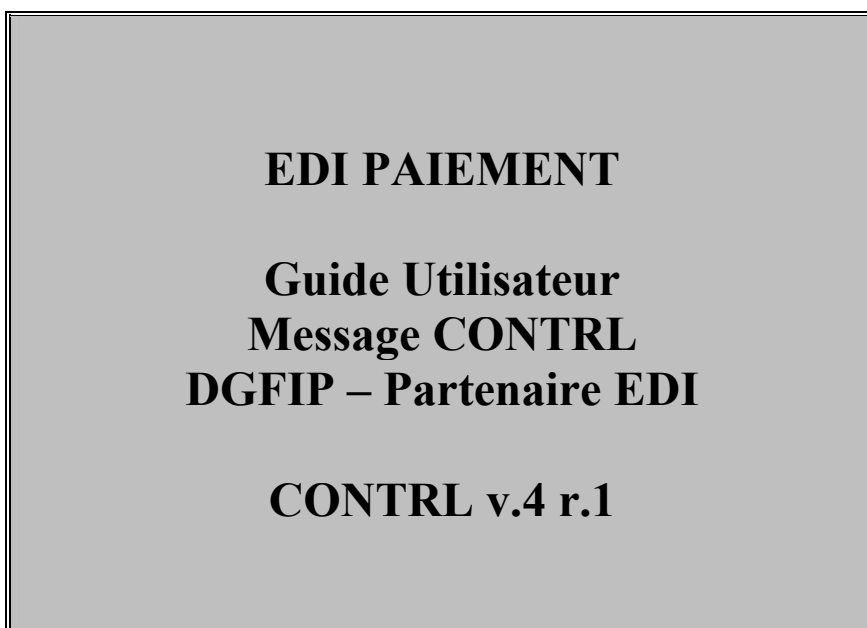 EDI PAIEMENT
Guide Utilisateur
Message CONTRL
DGFIP – Partenaire EDI
CONTRL v.4 r.1